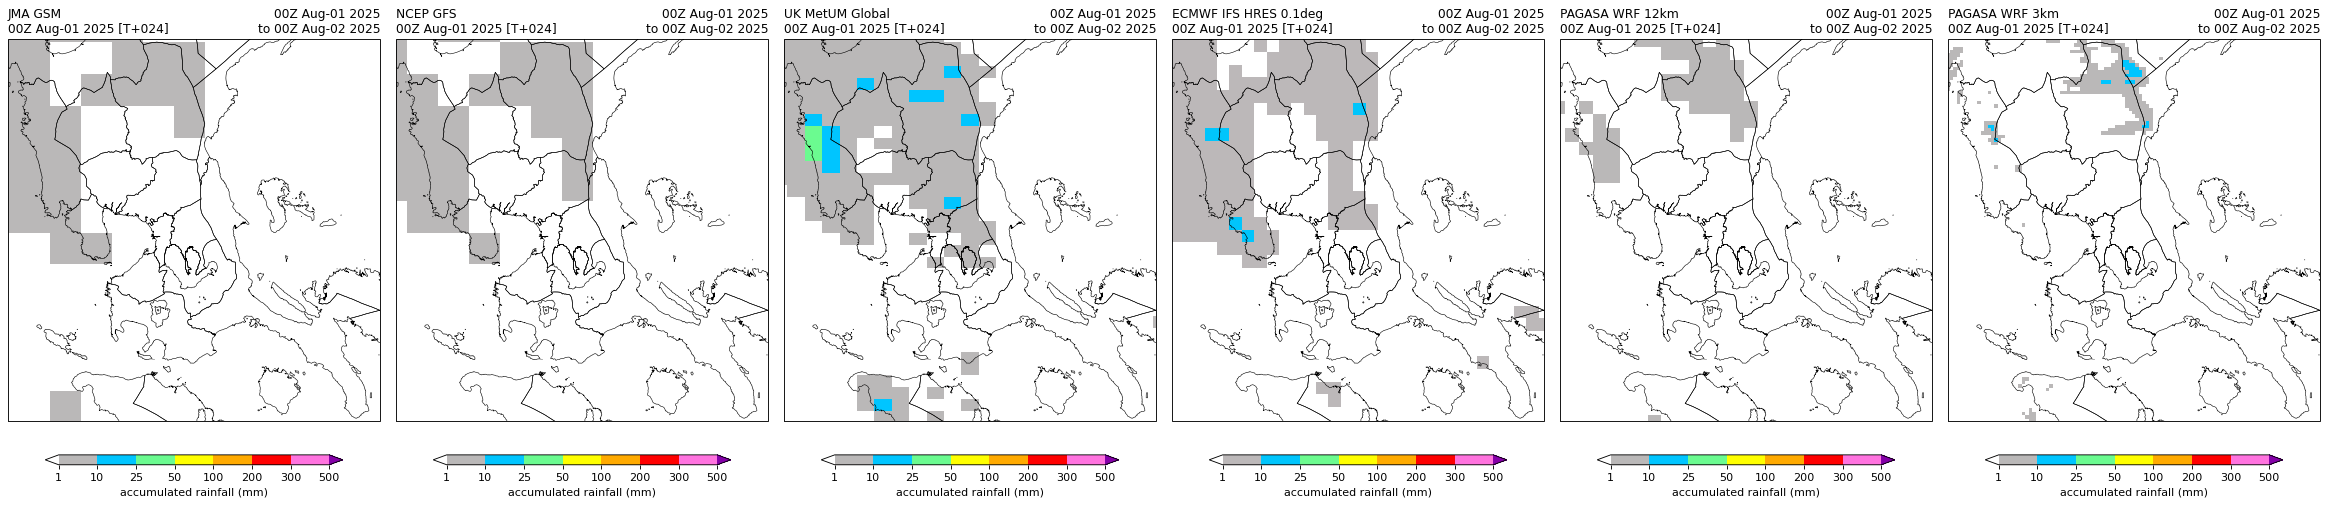 JMA GSM 00Z Aug-01 2025
00Z Aug-01 2025 [T+024] to 00Z Aug-02 2025
1 10 25 50 100 200 300 500
accumulated rainfall (mm)
NCEP GFS 00Z Aug-01 2025
00Z Aug-01 2025 [T+024] to 00Z Aug-02 2025
1 10 25 50 100 200 300 500
accumulated rainfall (mm)
UK MetUM Global 00Z Aug-01 2025
00Z Aug-01 2025 [T+024] to 00Z Aug-02 2025
1 10 25 50 100 200 300 500
accumulated rainfall (mm)
ECMWF IFS HRES 0.1deg 00Z Aug-01 2025
00Z Aug-01 2025 [T+024] to 00Z Aug-02 2025
1 10 25 50 100 200 300 500
accumulated rainfall (mm)
PAGASA WRF 12km 00Z Aug-01 2025
00Z Aug-01 2025 [T+024] to 00Z Aug-02 2025
1 10 25 50 100 200 300 500
accumulated rainfall (mm)
PAGASA WRF 3km 00Z Aug-01 2025
00Z Aug-01 2025 [T+024] to 00Z Aug-02 2025
1 10 25 50 100 200 300 500
accumulated rainfall (mm)